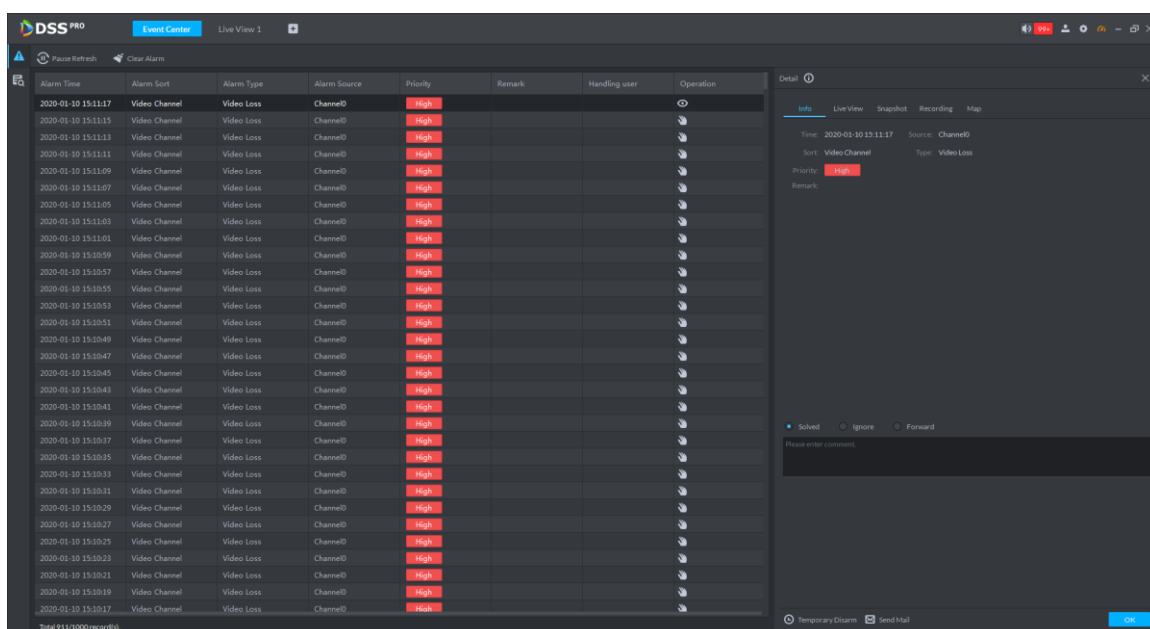 DSS PRO Event Center Live View 1 99+
Pause Refresh Clear Alarm
Alarm Time Alarm Sort Alarm Type Alarm Source Priority Remark Handling user Operation
2020-01-10 15:11:17 Video Channel Video Loss Channel0 High
2020-01-10 15:11:15 Video Channel Video Loss Channel0 High
2020-01-10 15:11:13 Video Channel Video Loss Channel0 High
2020-01-10 15:11:11 Video Channel Video Loss Channel0 High
2020-01-10 15:11:09 Video Channel Video Loss Channel0 High
2020-01-10 15:11:07 Video Channel Video Loss Channel0 High
2020-01-10 15:11:05 Video Channel Video Loss Channel0 High
2020-01-10 15:11:03 Video Channel Video Loss Channel0 High
2020-01-10 15:11:01 Video Channel Video Loss Channel0 High
2020-01-10 15:10:59 Video Channel Video Loss Channel0 High
2020-01-10 15:10:57 Video Channel Video Loss Channel0 High
2020-01-10 15:10:55 Video Channel Video Loss Channel0 High
2020-01-10 15:10:53 Video Channel Video Loss Channel0 High
2020-01-10 15:10:51 Video Channel Video Loss Channel0 High
2020-01-10 15:10:49 Video Channel Video Loss Channel0 High
2020-01-10 15:10:47 Video Channel Video Loss Channel0 High
2020-01-10 15:10:45 Video Channel Video Loss Channel0 High
2020-01-10 15:10:43 Video Channel Video Loss Channel0 High
2020-01-10 15:10:41 Video Channel Video Loss Channel0 High
2020-01-10 15:10:39 Video Channel Video Loss Channel0 High
2020-01-10 15:10:37 Video Channel Video Loss Channel0 High
2020-01-10 15:10:35 Video Channel Video Loss Channel0 High
2020-01-10 15:10:33 Video Channel Video Loss Channel0 High
2020-01-10 15:10:31 Video Channel Video Loss Channel0 High
2020-01-10 15:10:29 Video Channel Video Loss Channel0 High
2020-01-10 15:10:27 Video Channel Video Loss Channel0 High
2020-01-10 15:10:25 Video Channel Video Loss Channel0 High
2020-01-10 15:10:23 Video Channel Video Loss Channel0 High
2020-01-10 15:10:21 Video Channel Video Loss Channel0 High
2020-01-10 15:10:19 Video Channel Video Loss Channel0 High
2020-01-10 15:10:17 Video Channel Video Loss Channel0 High
Total 911/1000 record(s).
Detail
Info Live View Snapshot Recording Map
Time: 2020-01-10 15:11:17 Source: Channel0
Sort: Video Channel Type: Video Loss
Priority: High
Remark:
Solved Ignore Forward
Please enter comment.
Temporary Disarm Send Mail OK